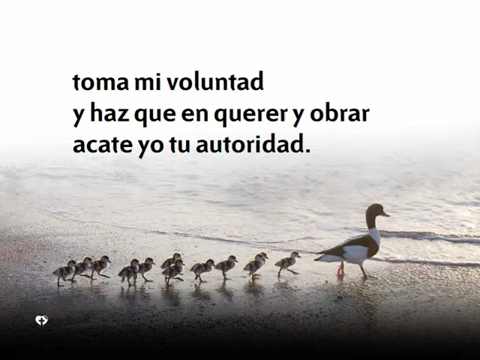 toma mi voluntad
y haz que en querer y obrar
acate yo tu autoridad.